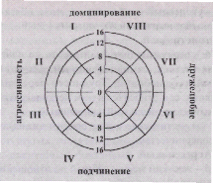 доминирование
I VIII
16
12
II 8 VII
4
агрессивность 0 дружелюбие
4
III 8 VI
12
16
IV V
подчинение